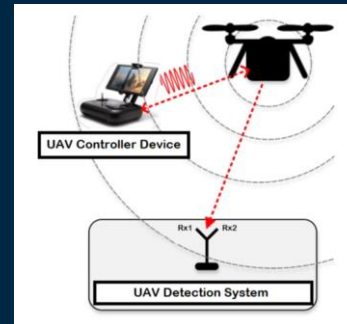 UAV Controller Device
Rx1 Rx2
UAV Detection System